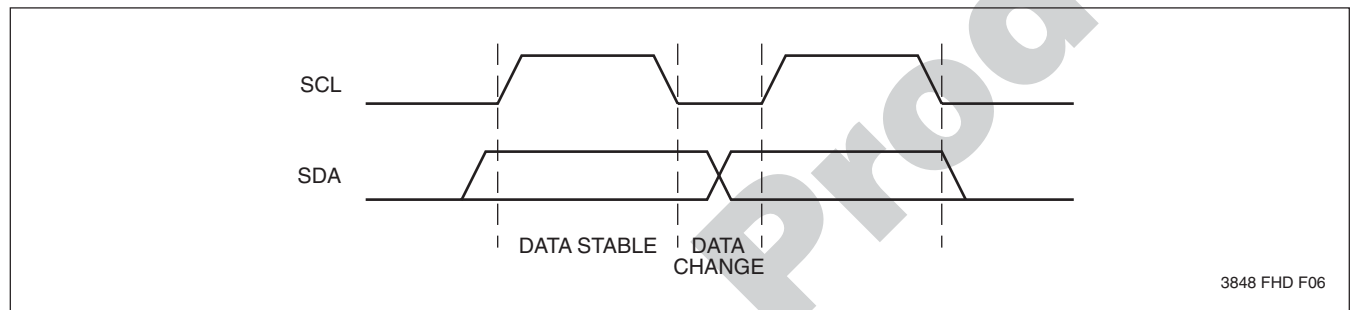 SCL
SDA
DATA STABLE
DATA
CHANGE
3848 FHD F06
Prod